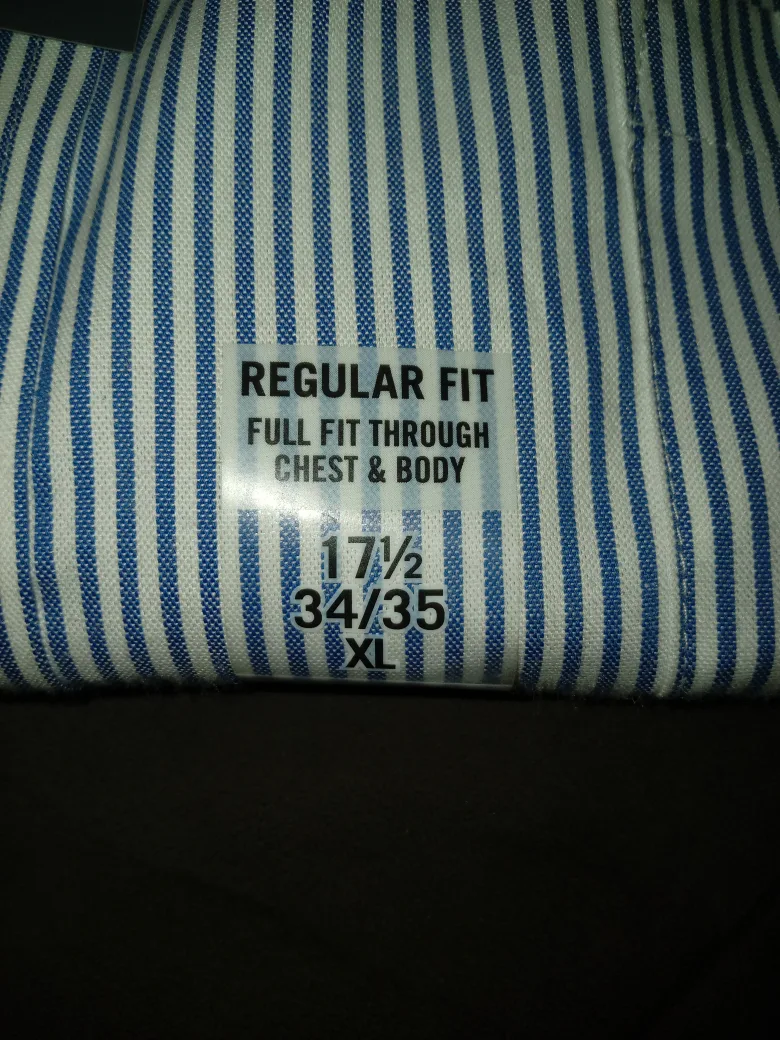 REGULAR FIT
FULL FIT THROUGH
CHEST & BODY
17½
34/35
XL